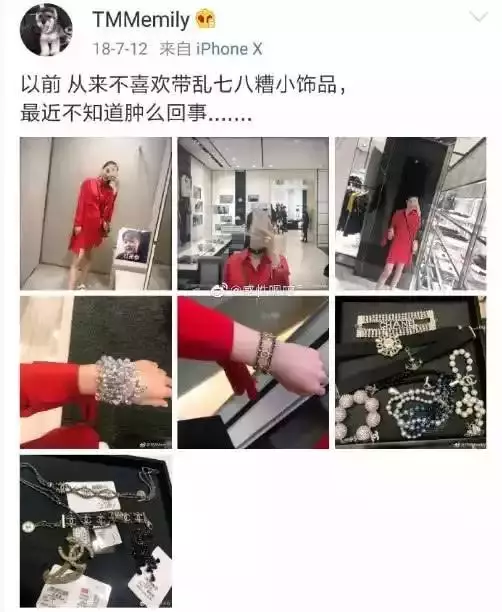 TMMemily
18-7-12 来自 iPhone X
以前 从来不喜欢带乱七八糟小饰品，
最近不知道肿么回事.......
CHANEL